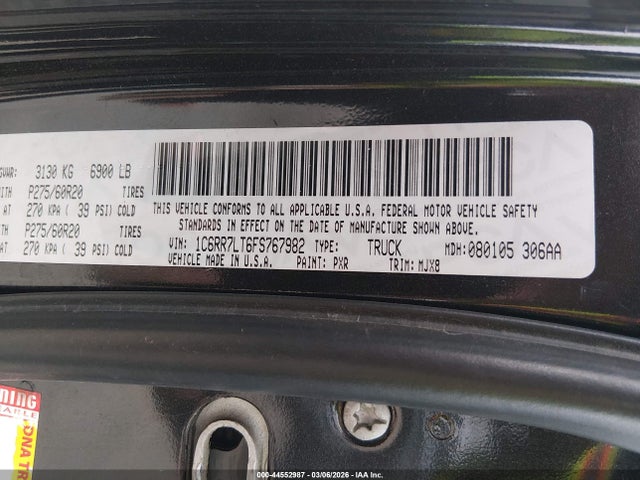 GVWR: 3130 KG 6900 LB
WITH P275/60R20 TIRES
AT 270 KPA ( 39 PSI) COLD
P275/60R20 TIRES
AT 270 KPA ( 39 PSI) COLD
THIS VEHICLE CONFORMS TO ALL APPLICABLE U.S.A. FEDERAL MOTOR VEHICLE SAFETY
STANDARDS IN EFFECT ON THE DATE OF MANUFACTURE SHOWN ABOVE.
VIN: 1C6RR7LT6FS767982 TYPE: TRUCK MDH: 080105 306AA
VEHICLE MADE IN U.S.A. PAINT: PXR TRIM: MJX8
000-44552987 - 03/06/2026 - IAA Inc.